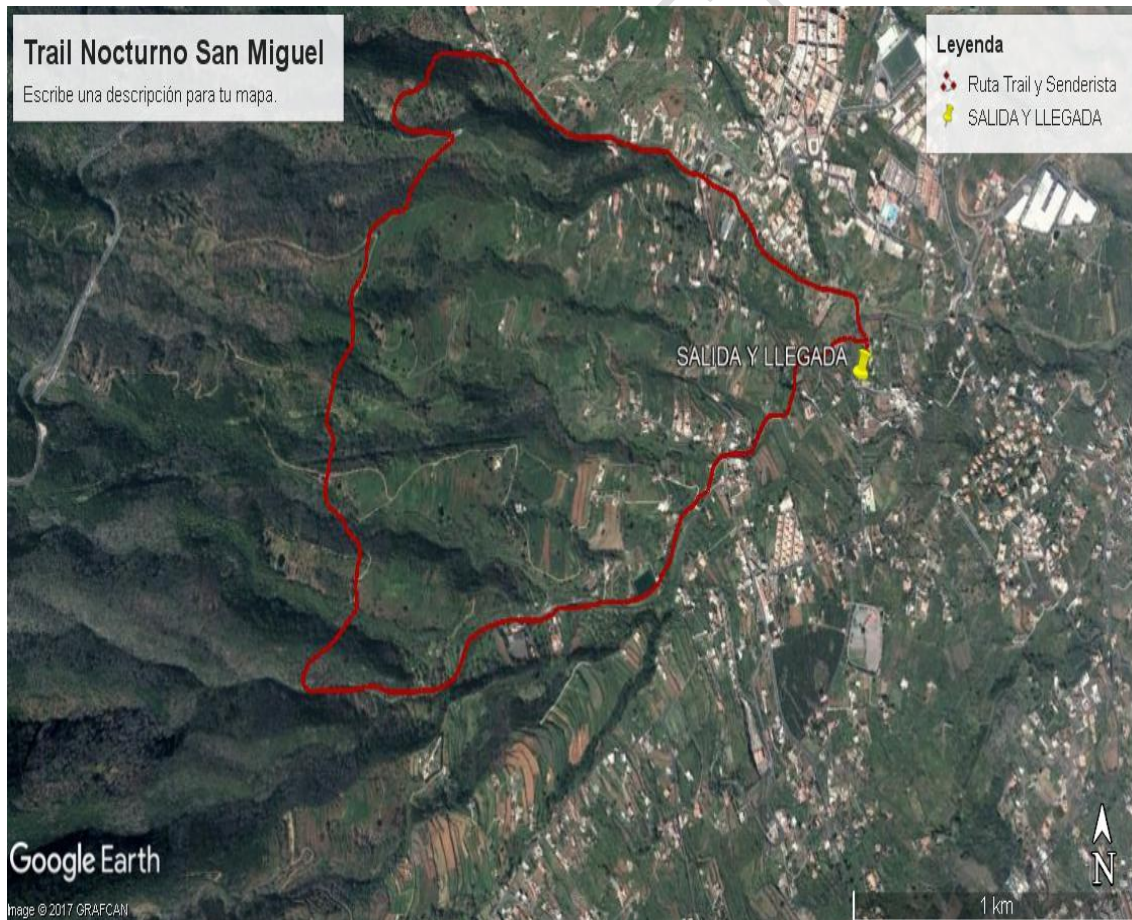 Trail Nocturno San Miguel
Escribe una descripción para tu mapa.
Leyenda
Ruta Trail y Senderista
SALIDA Y LLEGADA
SALIDA Y LLEGADA
Google Earth
N
Image © 2017 GRAFCAN
1 km